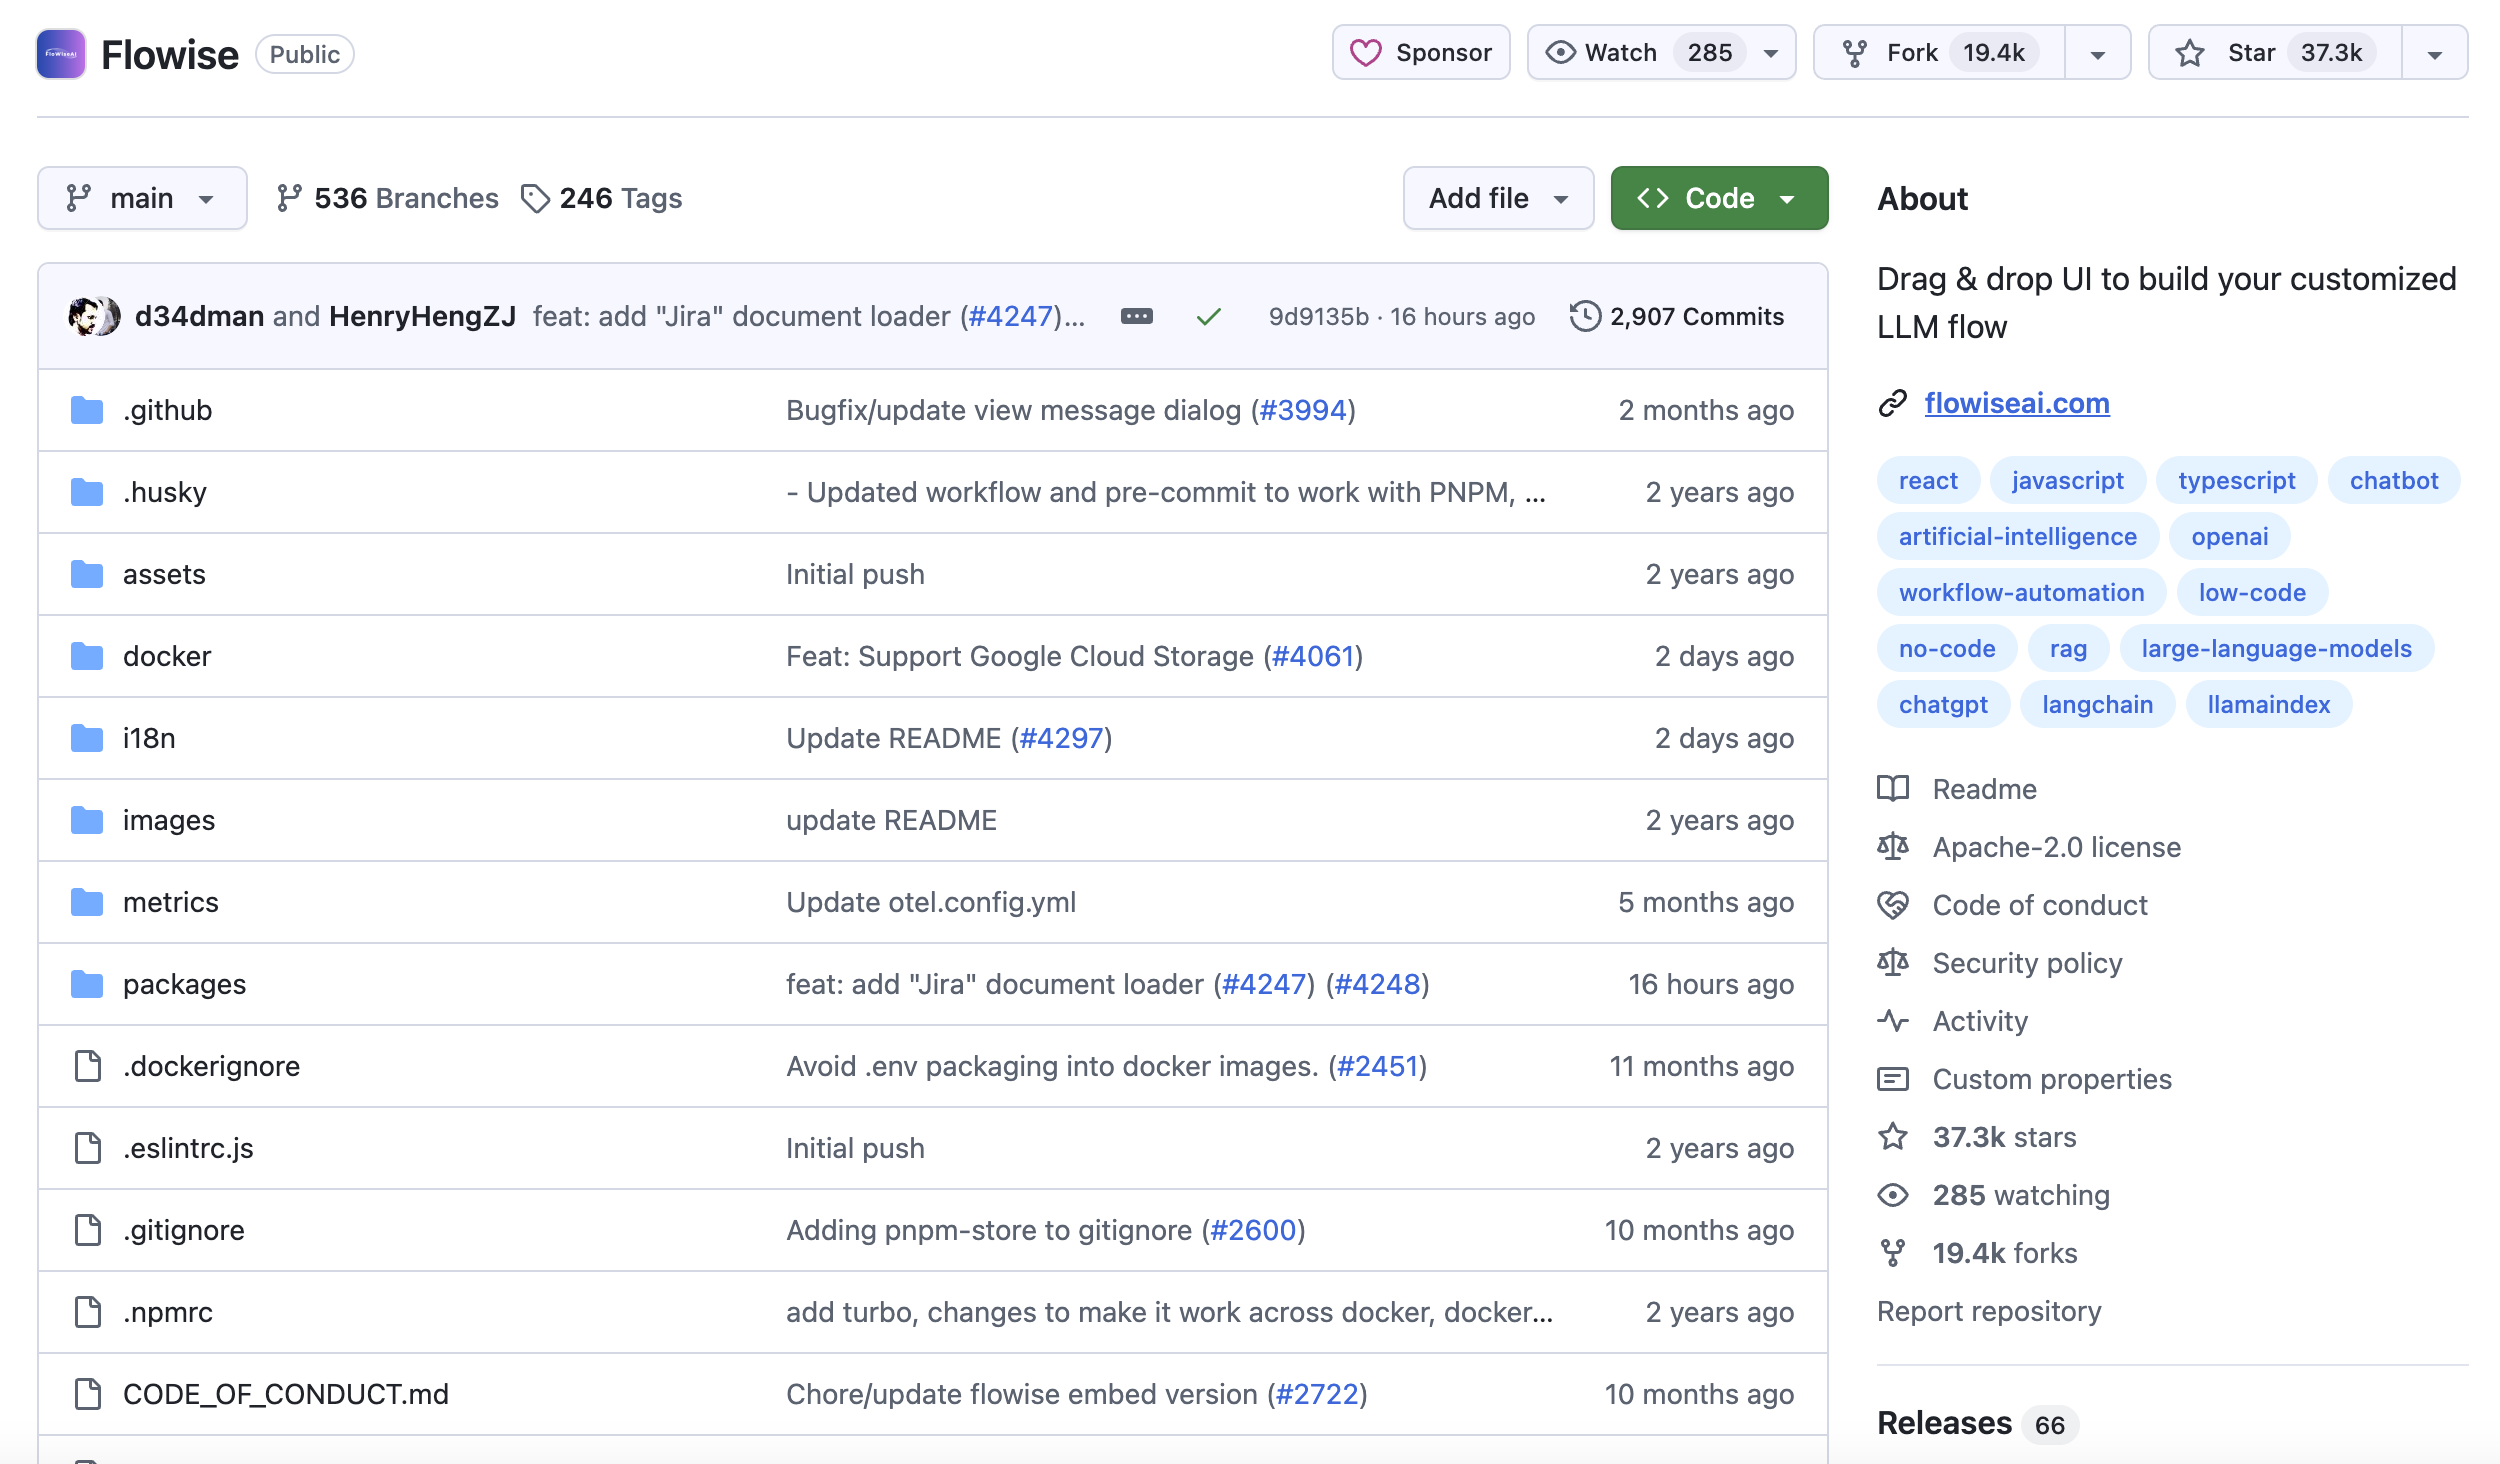 FlowiseAI
Flowise Public
Sponsor Watch 285 Fork 19.4k Star 37.3k
main 536 Branches 246 Tags Add file Code
d34dman and HenryHengZJ feat: add "Jira" document loader (#4247)... 9d9135b · 16 hours ago 2,907 Commits
.github Bugfix/update view message dialog (#3994) 2 months ago
.husky - Updated workflow and pre-commit to work with PNPM, ... 2 years ago
assets Initial push 2 years ago
docker Feat: Support Google Cloud Storage (#4061) 2 days ago
i18n Update README (#4297) 2 days ago
images update README 2 years ago
metrics Update otel.config.yml 5 months ago
packages feat: add "Jira" document loader (#4247) (#4248) 16 hours ago
.dockerignore Avoid .env packaging into docker images. (#2451) 11 months ago
.eslintrc.js Initial push 2 years ago
.gitignore Adding pnpm-store to gitignore (#2600) 10 months ago
.npmrc add turbo, changes to make it work across docker, docker... 2 years ago
CODE_OF_CONDUCT.md Chore/update flowise embed version (#2722) 10 months ago
About
Drag & drop UI to build your customized
LLM flow
flowiseai.com
react javascript typescript chatbot
artificial-intelligence openai
workflow-automation low-code
no-code rag large-language-models
chatgpt langchain llamaindex
Readme
Apache-2.0 license
Code of conduct
Security policy
Activity
Custom properties
37.3k stars
285 watching
19.4k forks
Report repository
Releases 66